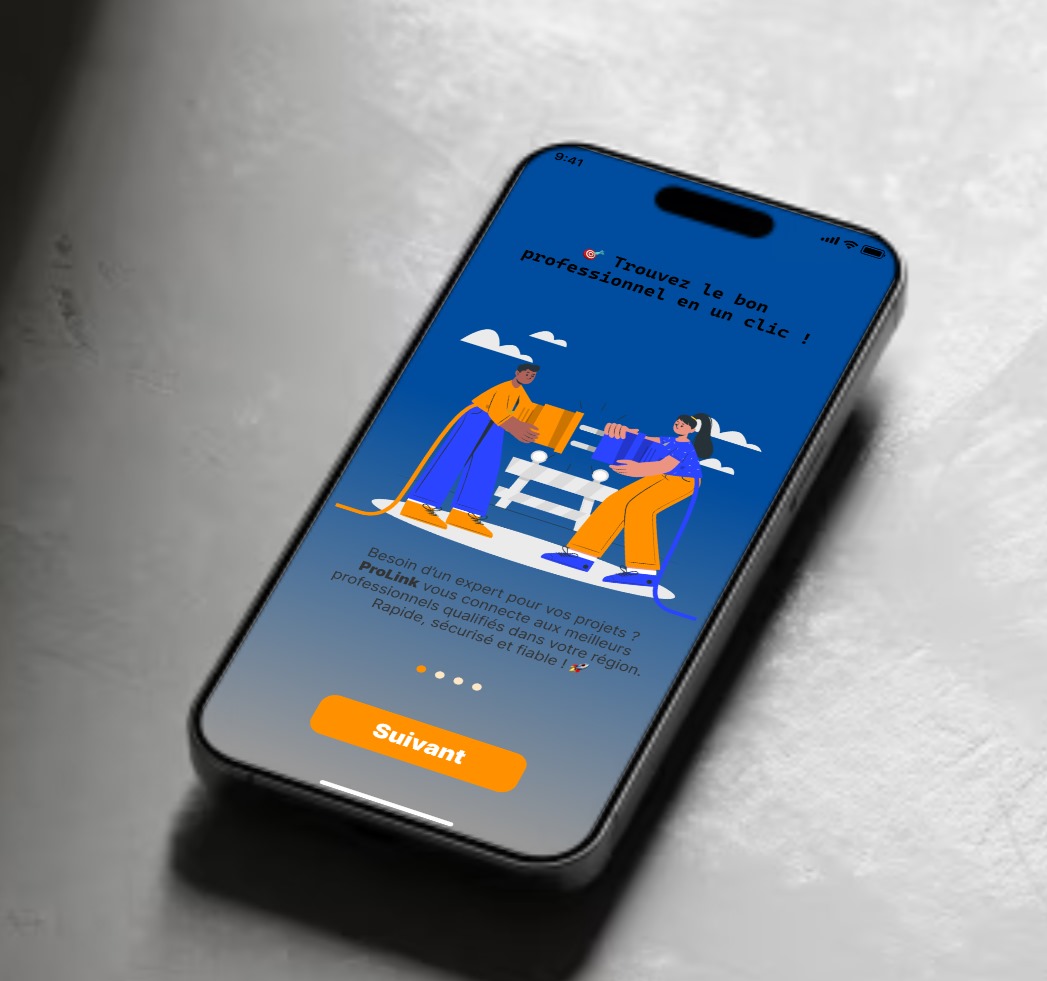 9:41
🎯 Trouvez le bon
professionnel en un clic !
Besoin d'un expert pour vos projets ?
ProLink vous connecte aux meilleurs
professionnels qualifiés dans votre région.
Rapide, sécurisé et fiable ! 🚀
Suivant